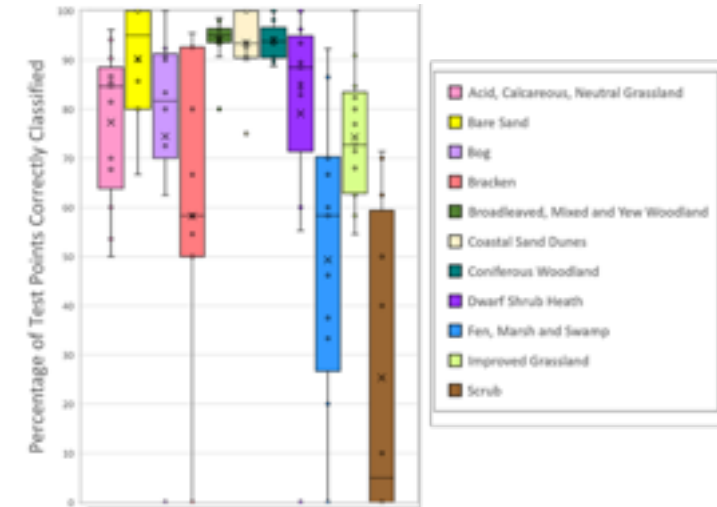 Percentage of Test Points Correctly Classified
100
90
80
70
60
50
40
30
20
10
0
Acid, Calcareous, Neutral Grassland
Bare Sand
Bog
Bracken
Broadleaved, Mixed and Yew Woodland
Coastal Sand Dunes
Coniferous Woodland
Dwarf Shrub Heath
Fen, Marsh and Swamp
Improved Grassland
Scrub